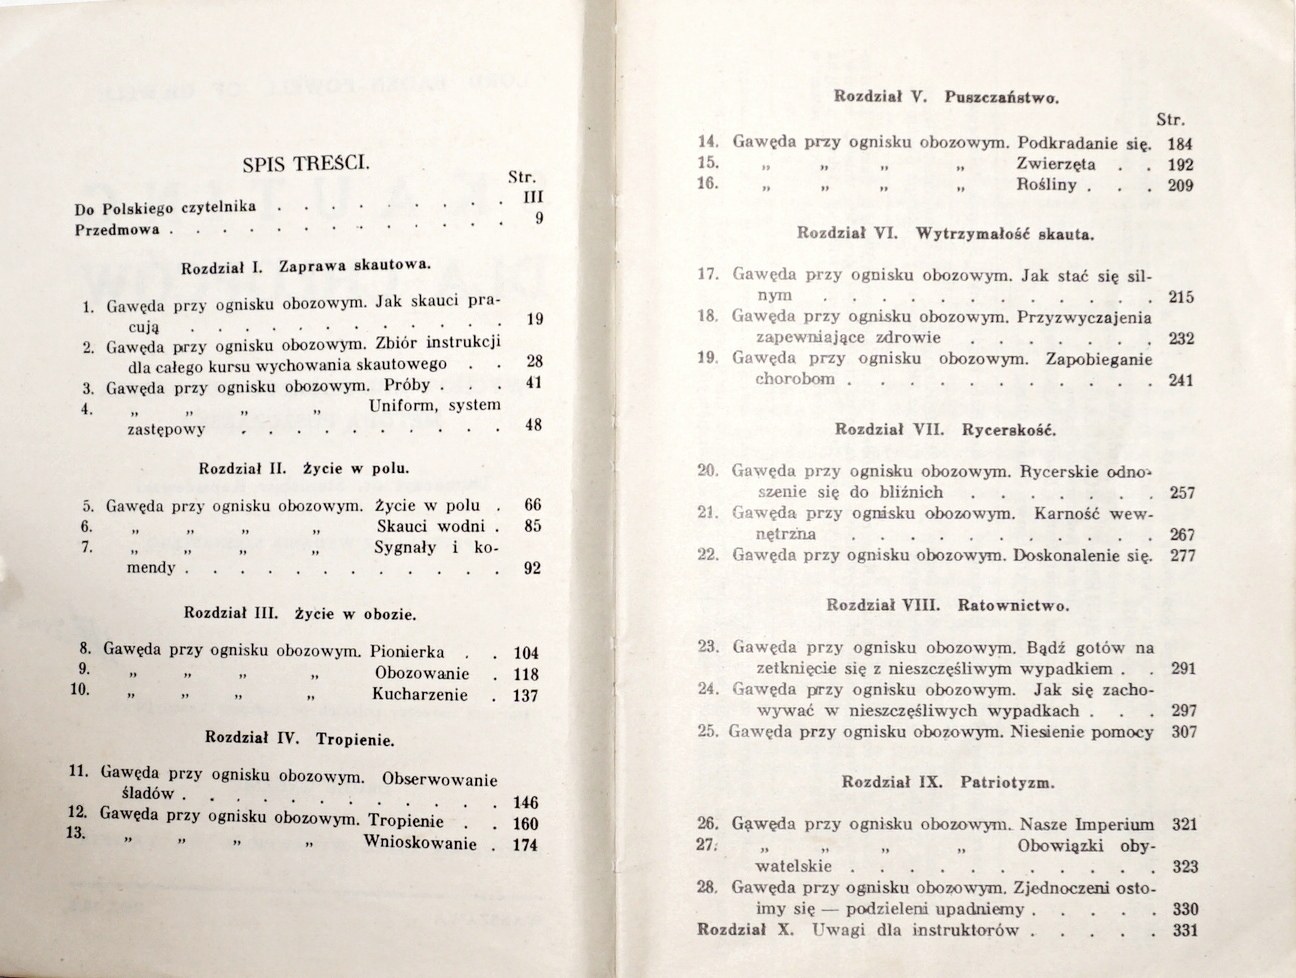 SPIS TREŚCI.
Str.
Do Polskiego czytelnika . . . . . . . . . III
Przedmowa . . . . . . . . . . . . . 9
Rozdział I. Zaprawa skautowa.
1. Gawęda przy ognisku obozowym. Jak skauci pra-
cują . . . . . . . . . . . . 19
2. Gawęda przy ognisku obozowym. Zbiór instrukcji
dla całego kursu wychowania skautowego . . 28
3. Gawęda przy ognisku obozowym. Próby . . . 41
4. „ „ „ „ Uniform, system
zastępowy . . . . . . . . . . 48
Rozdział II. Życie w polu.
5. Gawęda przy ognisku obozowym. Życie w polu . 66
6. „ „ „ „ Skauci wodni . 85
7. „ „ „ „ Sygnały i ko-
mendy . . . . . . . . . . . . 92
Rozdział III. Życie w obozie.
8. Gawęda przy ognisku obozowym. Pionierka . . 104
9. „ „ „ „ Obozowanie . 118
10. „ „ „ „ Kucharzenie . 137
Rozdział IV. Tropienie.
11. Gawęda przy ognisku obozowym. Obserwowanie
śladów . . . . . . . . . . . . 146
12. Gawęda przy ognisku obozowym. Tropienie . . 160
13. „ „ „ „ Wnioskowanie . 174
Rozdział V. Puszczaństwo.
Str.
14. Gawęda przy ognisku obozowym. Podkradanie się. 184
15. „ „ „ „ Zwierzęta . . 192
16. „ „ „ „ Rośliny . . . 209
Rozdział VI. Wytrzymałość skauta.
17. Gawęda przy ognisku obozowym. Jak stać się sil-
nym . . . . . . . . . . . . . 215
18. Gawęda przy ognisku obozowym. Przyzwyczajenia
zapewniające zdrowie . . . . . . . 232
19. Gawęda przy ognisku obozowym. Zapobieganie
chorobom . . . . . . . . . . . . 241
Rozdział VII. Rycerskość.
20. Gawęda przy ognisku obozowym. Rycerskie odno-
szenie się do bliźnich . . . . . . . 257
21. Gawęda przy ognisku obozowym. Karność wew-
nętrzna . . . . . . . . . . . . 267
22. Gawęda przy ognisku obozowym. Doskonalenie się. 277
Rozdział VIII. Ratownictwo.
23. Gawęda przy ognisku obozowym. Bądź gotów na
zetknięcie się z nieszczęśliwym wypadkiem . . 291
24. Gawęda przy ognisku obozowym. Jak się zacho-
wywać w nieszczęśliwych wypadkach . . . 297
25. Gawęda przy ognisku obozowym. Niesienie pomocy 307
Rozdział IX. Patriotyzm.
26. Gawęda przy ognisku obozowym. Nasze Imperium 321
27. „ „ „ „ Obowiązki oby-
watelskie . . . . . . . . . . . . 323
28. Gawęda przy ognisku obozowym. Zjednoczeni osto-
imy się — podzieleni upadniemy . . . . . 330
Rozdział X. Uwagi dla instruktorów . . . . . 331